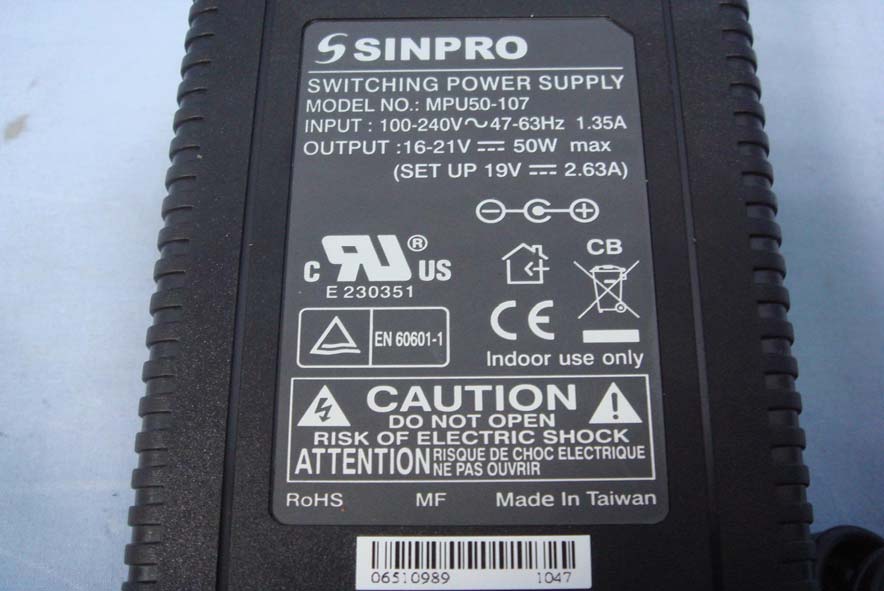 SINPRO
SWITCHING POWER SUPPLY
MODEL NO.: MPU50-107
INPUT : 100-240V~47-63Hz 1.35A
OUTPUT :16-21V ⎓ 50W max
(SET UP 19V ⎓ 2.63A)
c RU ® US
E 230351
CB
CE
EN 60601-1
Indoor use only
CAUTION
DO NOT OPEN
RISK OF ELECTRIC SHOCK
ATTENTION RISQUE DE CHOC ELECTRIQUE
NE PAS OUVRIR
RoHS MF Made In Taiwan
06510989 1047